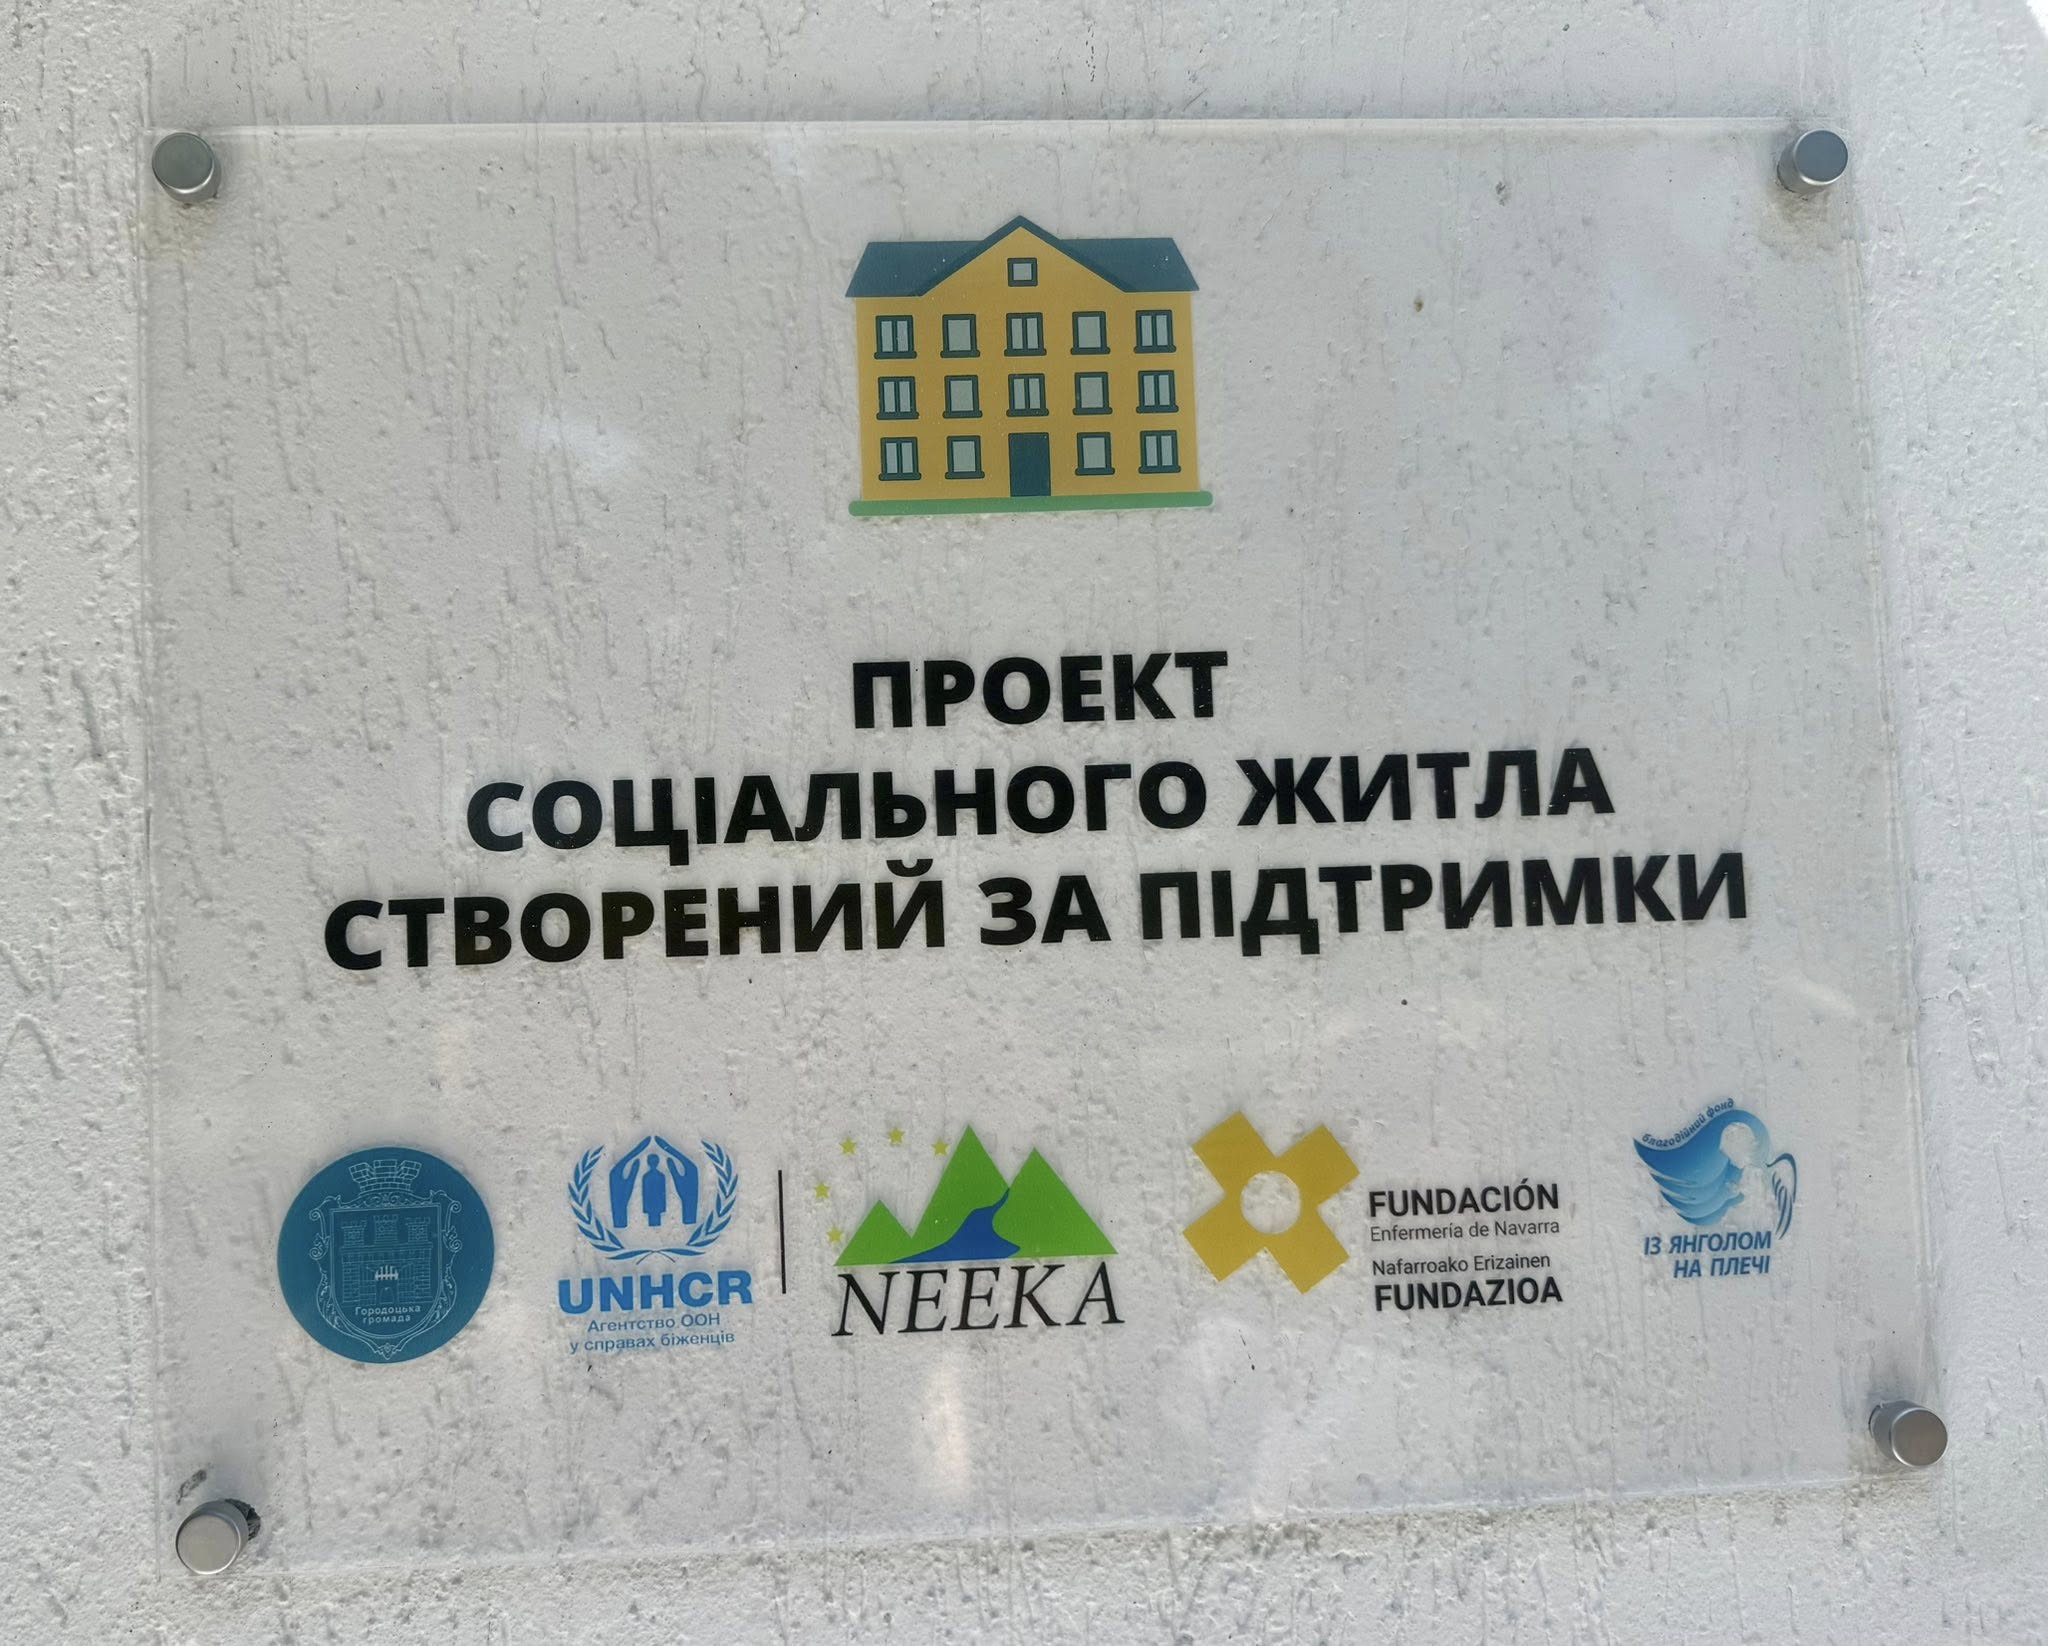 ПРОЕКТ
СОЦІАЛЬНОГО ЖИТЛА
СТВОРЕНИЙ ЗА ПІДТРИМКИ
Городоцька
громада
UNHCR
Агентство ООН
у справах біженців
NEEKA
FUNDACIÓN
Enfermería de Navarra
Nafarroako Erizainen
FUNDAZIOA
благодійний фонд
ІЗ ЯНГОЛОМ
НА ПЛЕЧІ